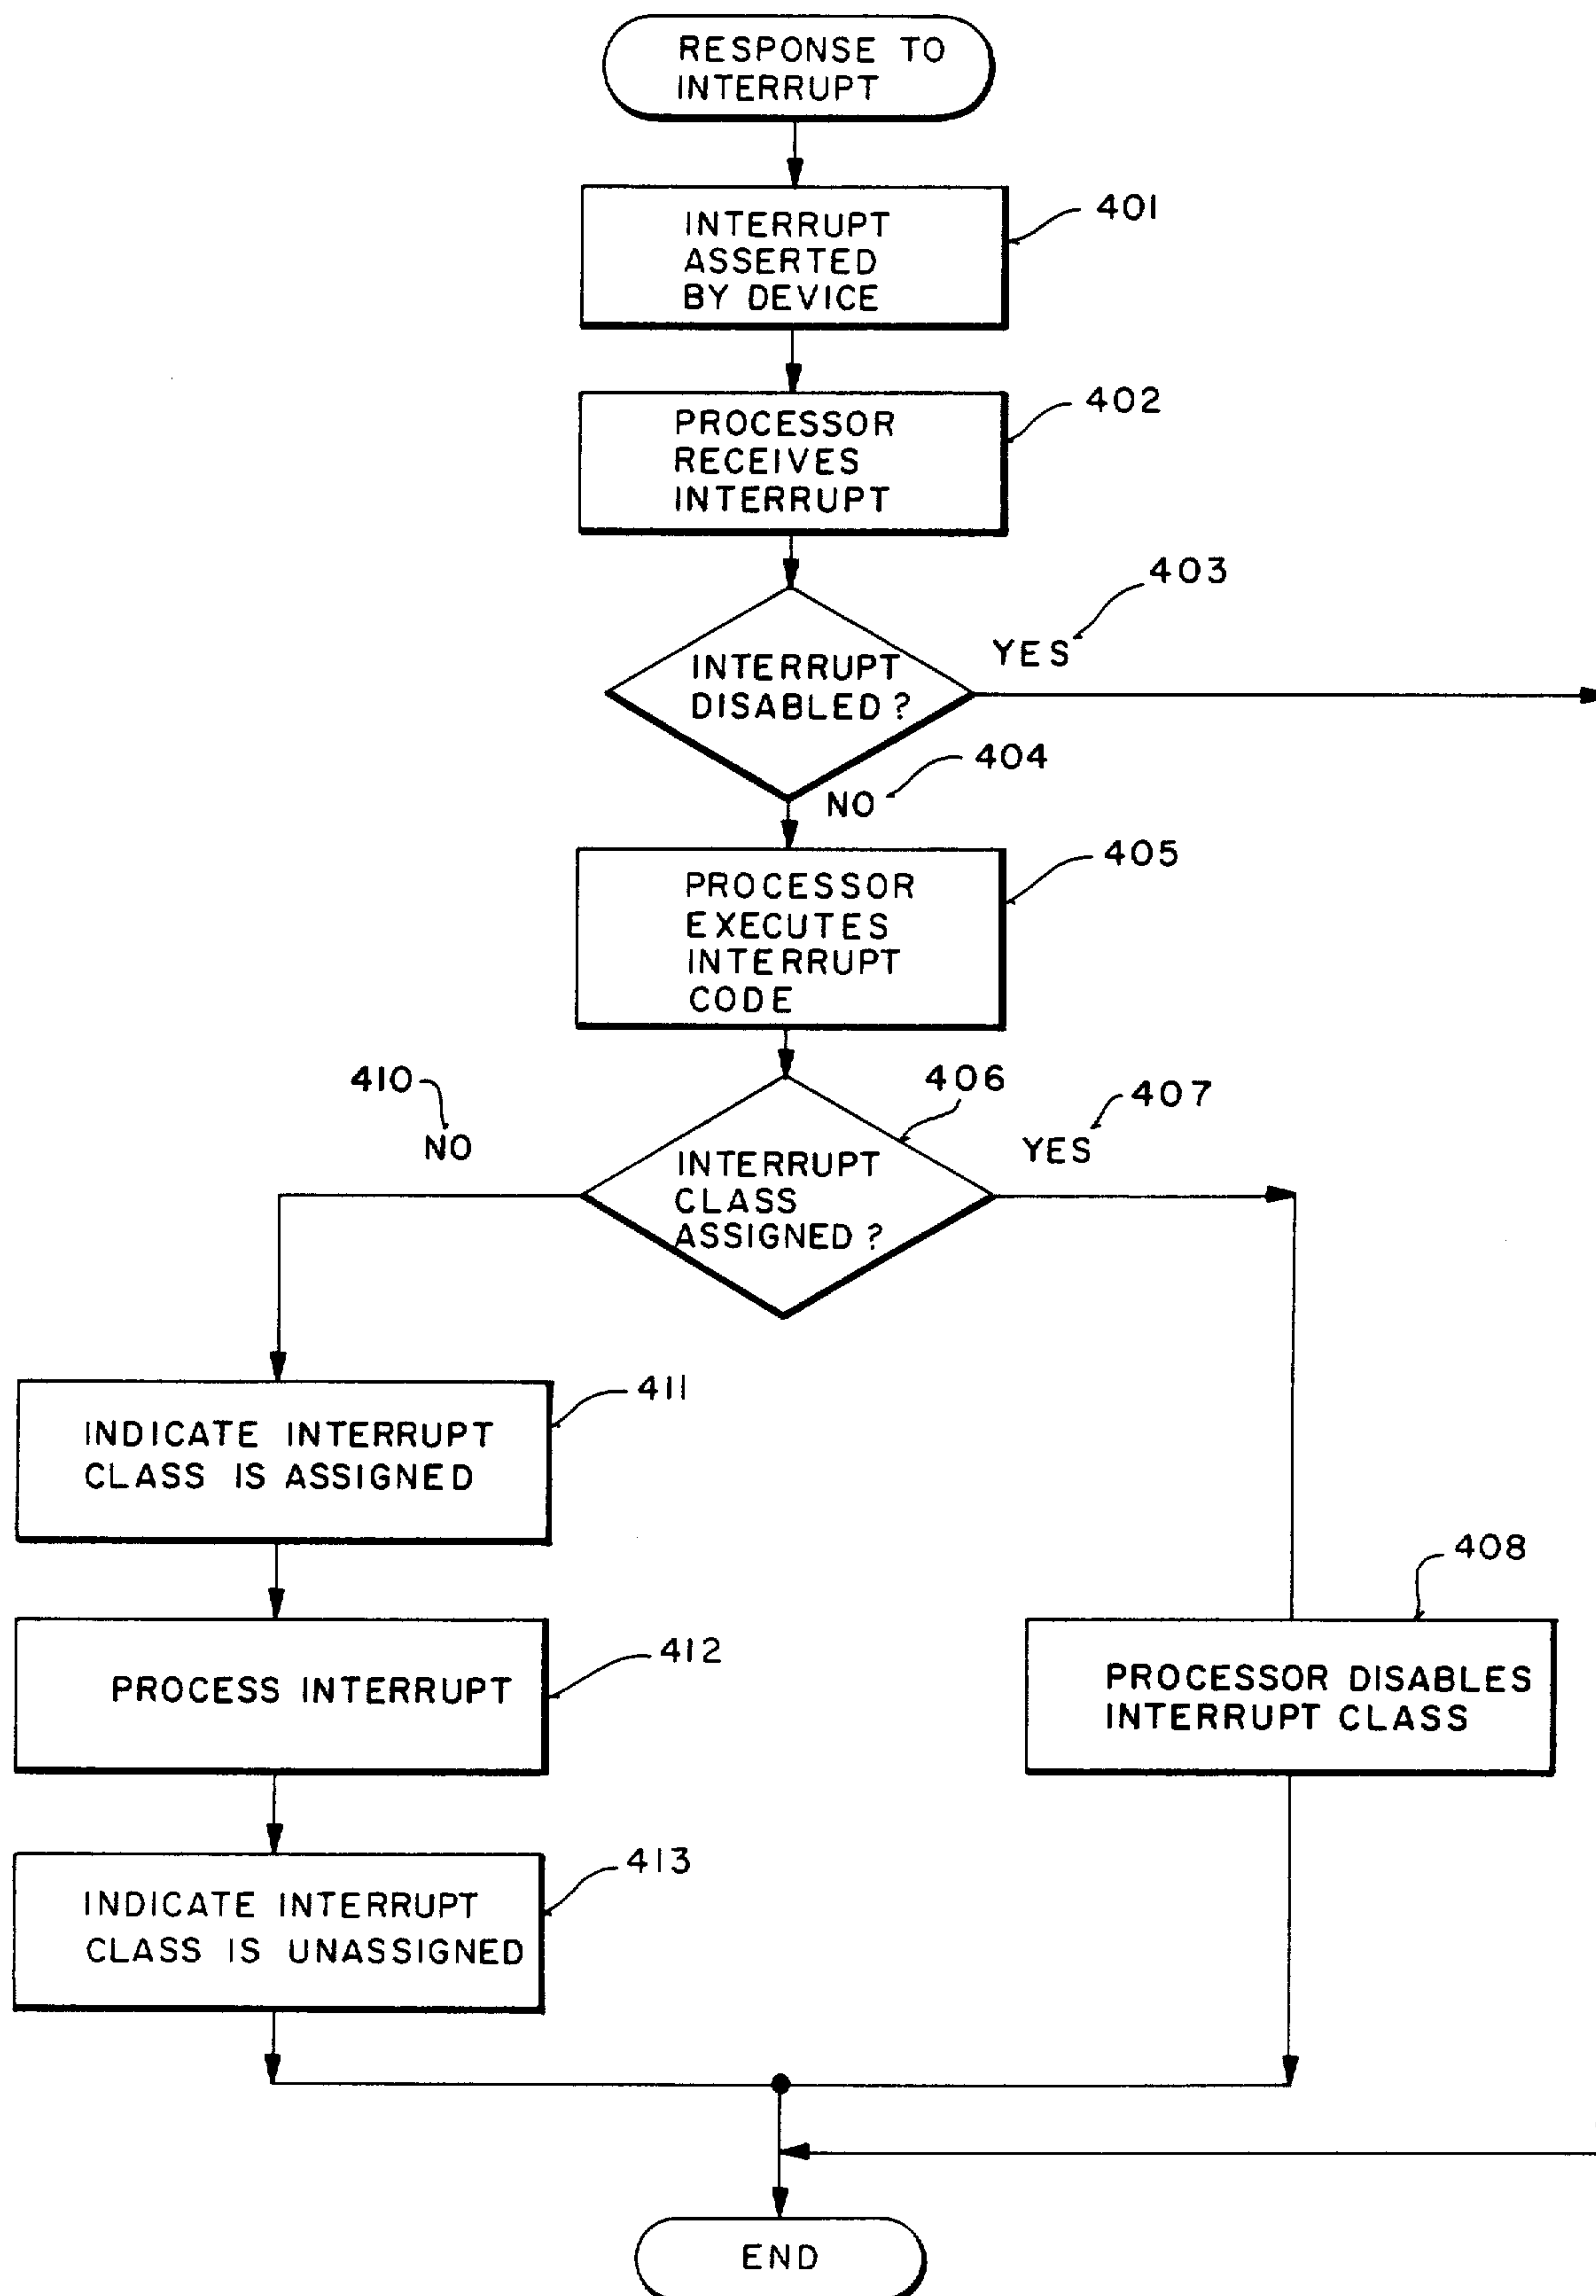 RESPONSE TO
INTERRUPT
401
INTERRUPT
ASSERTED
BY DEVICE
402
PROCESSOR
RECEIVES
INTERRUPT
403
YES
INTERRUPT
DISABLED ?
404
NO
405
PROCESSOR
EXECUTES
INTERRUPT
CODE
410
NO
406
407
YES
INTERRUPT
CLASS
ASSIGNED ?
411
INDICATE INTERRUPT
CLASS IS ASSIGNED
408
412
PROCESS INTERRUPT
PROCESSOR DISABLES
INTERRUPT CLASS
413
INDICATE INTERRUPT
CLASS IS UNASSIGNED
END